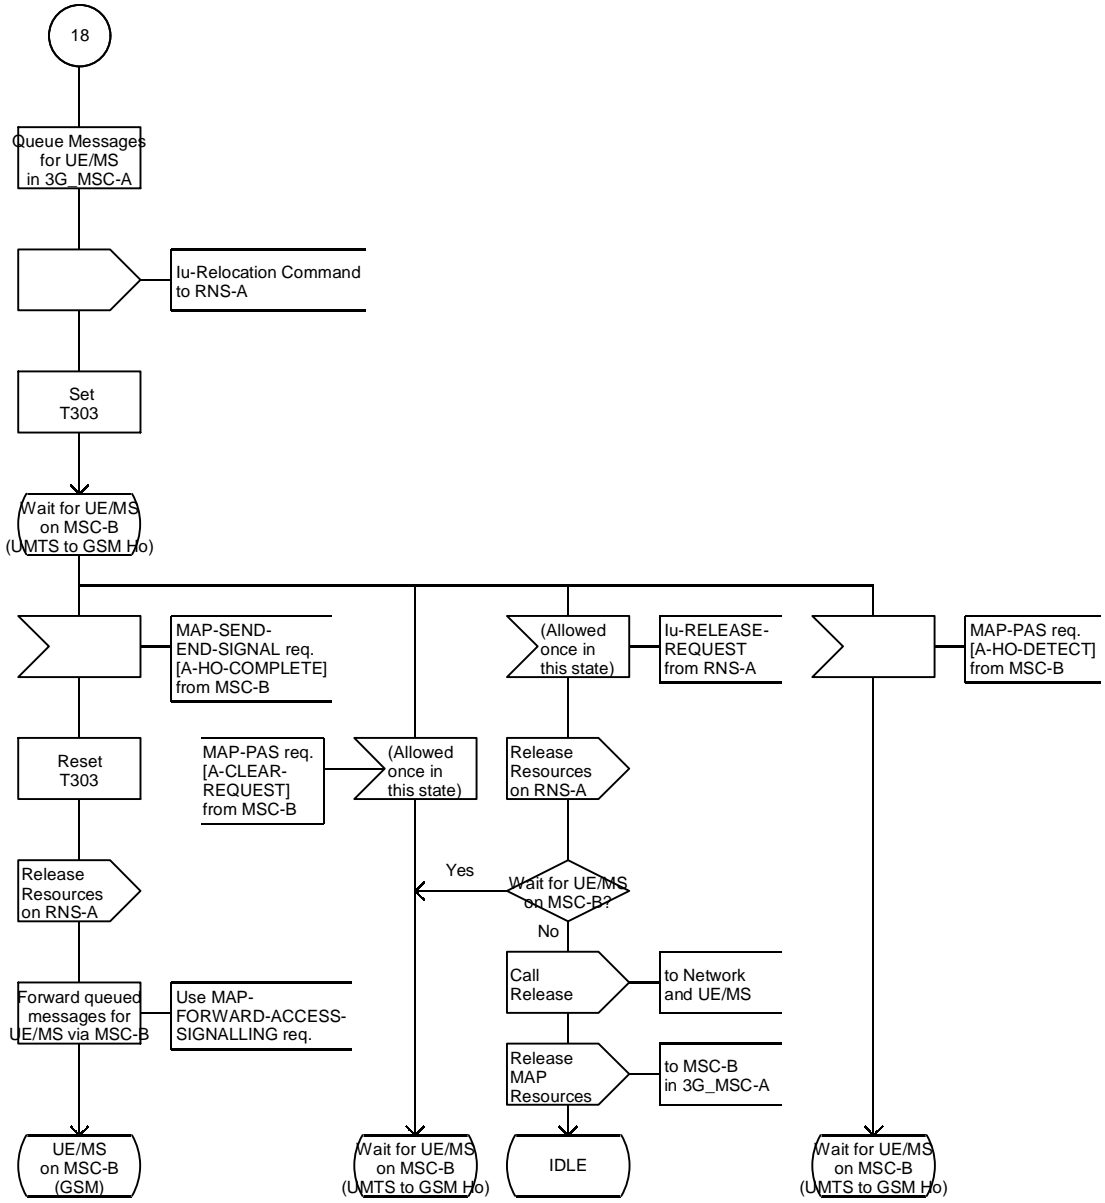 18
Queue Messages
for UE/MS
in 3G_MSC-A
Iu-Relocation Command
to RNS-A
Set
T303
Wait for UE/MS
on MSC-B
(UMTS to GSM Ho)
MAP-SEND-
END-SIGNAL req.
[A-HO-COMPLETE]
from MSC-B
(Allowed
once in
this state)
Iu-RELEASE-
REQUEST
from RNS-A
MAP-PAS req.
[A-HO-DETECT]
from MSC-B
Reset
T303
MAP-PAS req.
[A-CLEAR-
REQUEST]
from MSC-B
(Allowed
once in
this state)
Release
Resources
on RNS-A
Release
Resources
on RNS-A
Yes
Wait for UE/MS
on MSC-B?
No
Forward queued
messages for
UE/MS via MSC-B
Use MAP-
FORWARD-ACCESS-
SIGNALLING req.
Call
Release
to Network
and UE/MS
Release
MAP
Resources
to MSC-B
in 3G_MSC-A
UE/MS
on MSC-B
(GSM)
Wait for UE/MS
on MSC-B
(UMTS to GSM Ho)
IDLE
Wait for UE/MS
on MSC-B
(UMTS to GSM Ho)